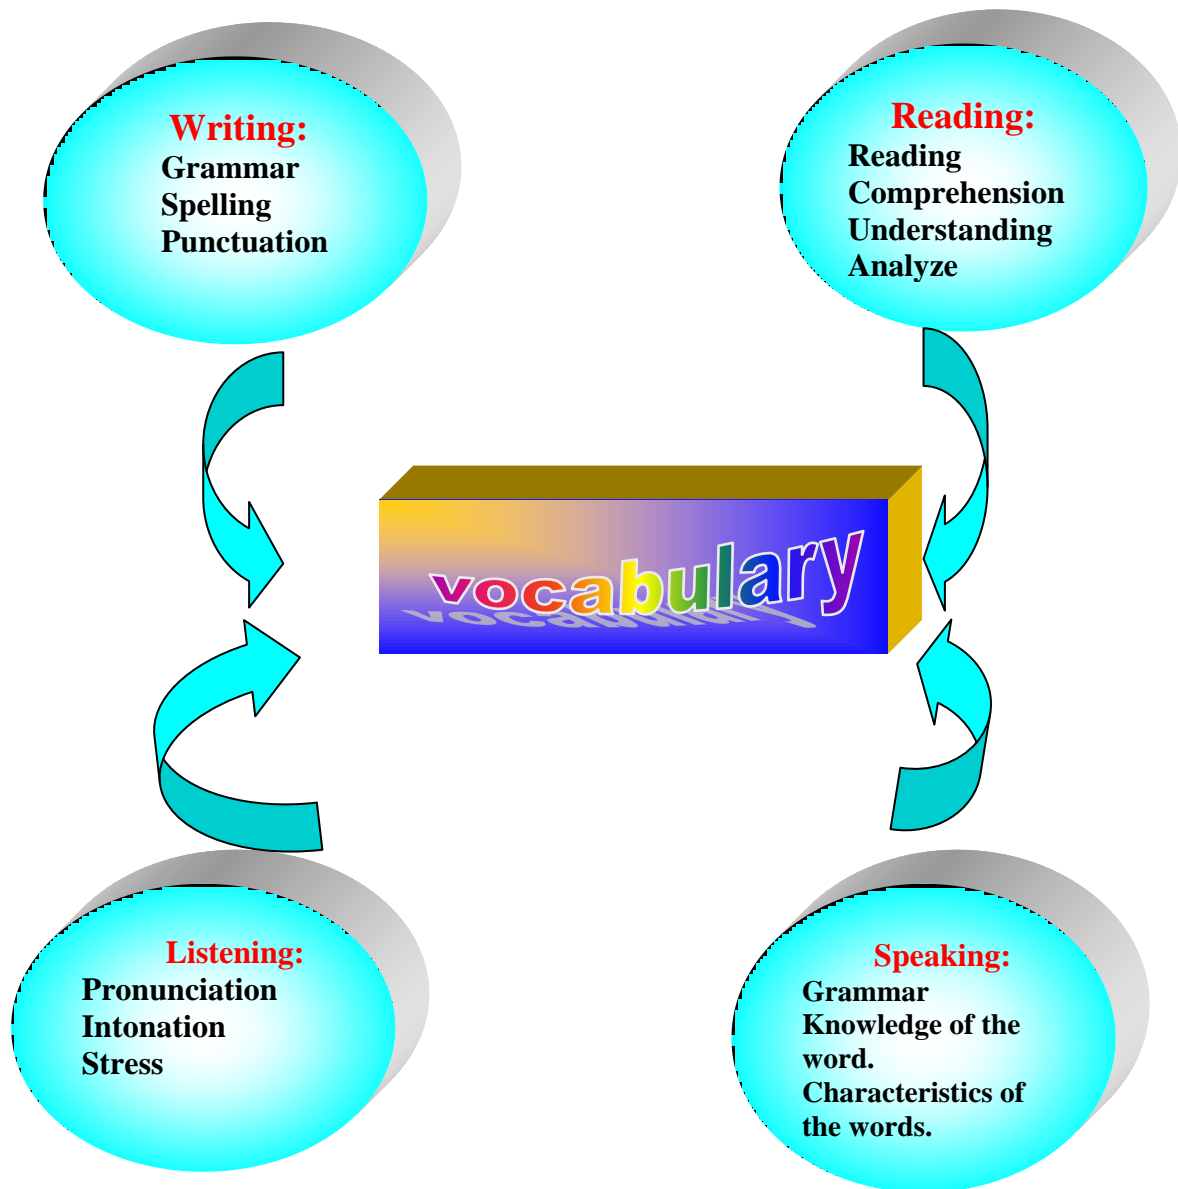 Writing:
Grammar
Spelling
Punctuation
Reading:
Reading
Comprehension
Understanding
Analyze
vocabulary
Listening:
Pronunciation
Intonation
Stress
Speaking:
Grammar
Knowledge of the
word.
Characteristics of
the words.